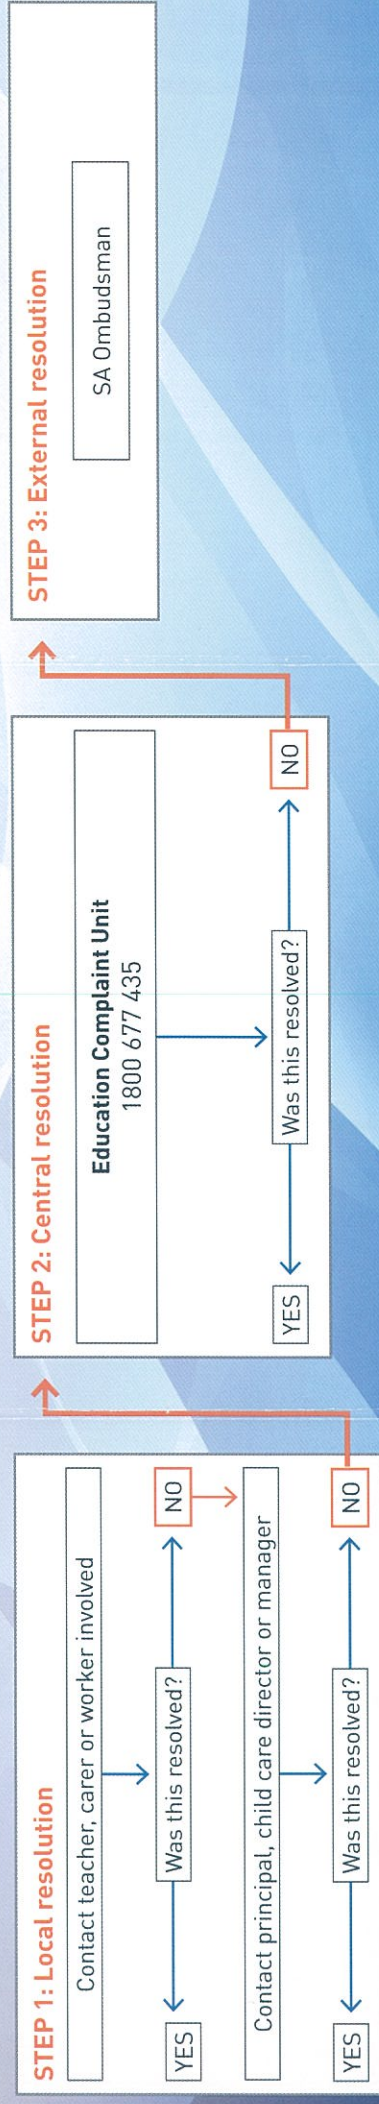 STEP 1: Local resolution
Contact teacher, carer or worker involved
Was this resolved?
YES
NO
Contact principal, child care director or manager
Was this resolved?
YES
NO
STEP 2: Central resolution
Education Complaint Unit
1800 677 435
Was this resolved?
YES
NO
STEP 3: External resolution
SA Ombudsman